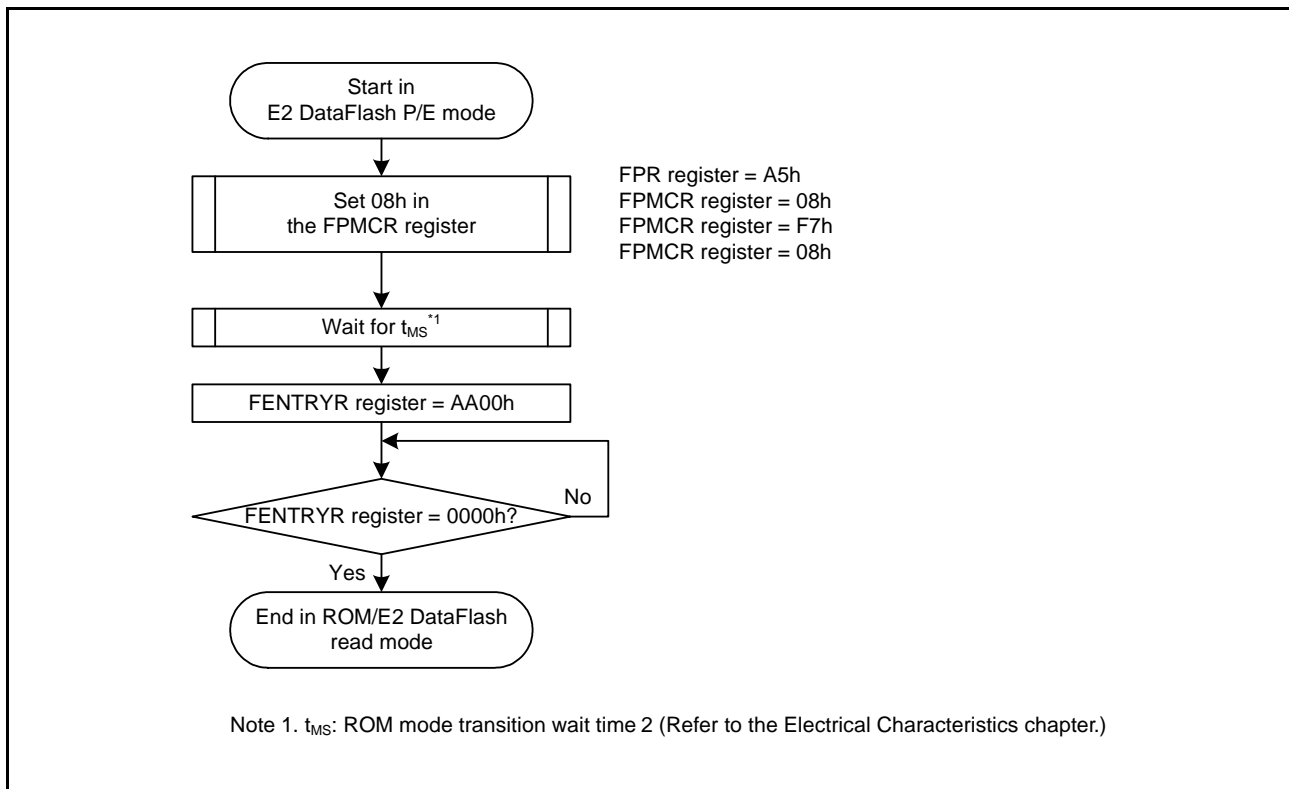 Start in
E2 DataFlash P/E mode
Set 08h in
the FPMCR register
FPR register = A5h
FPMCR register = 08h
FPMCR register = F7h
FPMCR register = 08h
Wait for tMS*1
FENTRYR register = AA00h
FENTRYR register = 0000h?
No
Yes
End in ROM/E2 DataFlash
read mode
Note 1. tMS: ROM mode transition wait time 2 (Refer to the Electrical Characteristics chapter.)